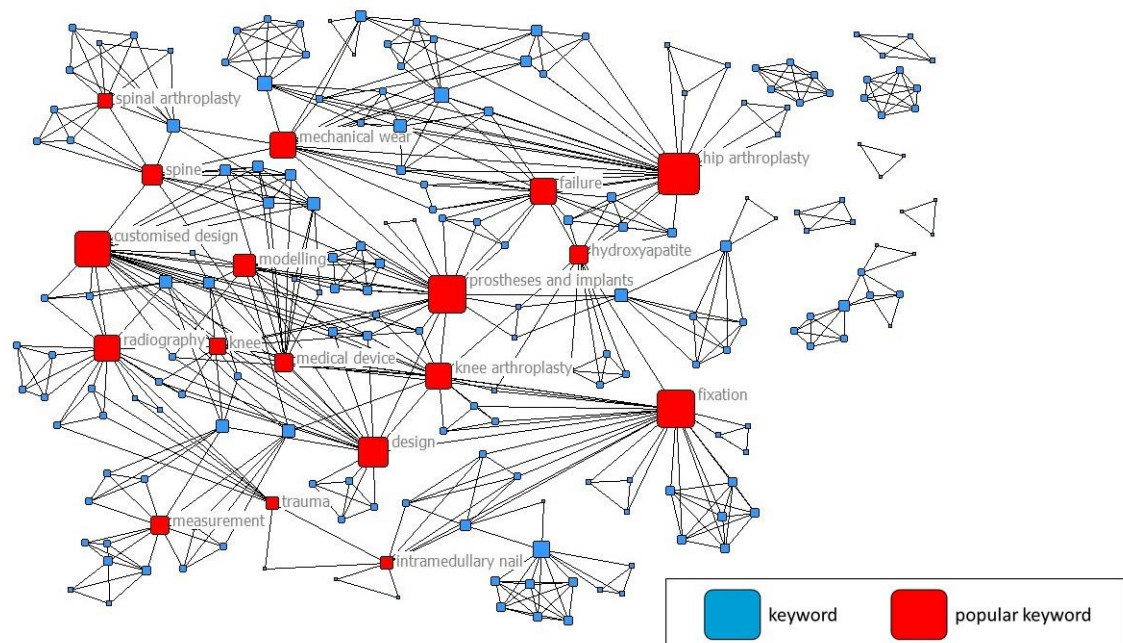 spinal arthroplasty
mechanical wear
hip arthroplasty
spine
failure
customised design
hydroxyapatite
modelling
prostheses and implants
radiography
knee
medical device
knee arthroplasty
fixation
design
trauma
measurement
intramedullary nail
keyword
popular keyword